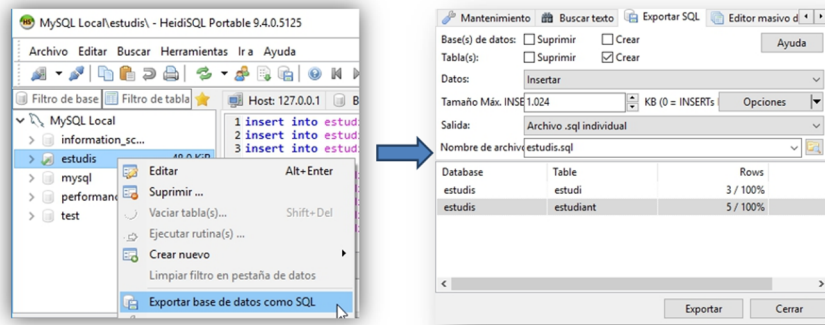 MySQL Local\estudis\ - HeidiSQL Portable 9.4.0.5125
Archivo Editar Buscar Herramientas Ir a Ayuda
Filtro de base Filtro de tabla Host: 127.0.0.1 B
MySQL Local
information_sc...
estudis 48,0 KiB
mysql
performanc
test
1 insert into estudi
2 insert into estudi
3 insert into estudi
Editar Alt+Enter
Suprimir ...
Vaciar tabla(s)... Shift+Del
Ejecutar rutina(s) ...
Crear nuevo
Limpiar filtro en pestaña de datos
Exportar base de datos como SQL
Mantenimiento Buscar texto Exportar SQL Editor masivo d
Base(s) de datos: Suprimir Crear Ayuda
Tabla(s): Suprimir Crear
Datos: Insertar
Tamaño Máx. INSE 1.024 KB (0 = INSERTs Opciones
Salida: Archivo .sql individual
Nombre de archivo estudis.sql
Database Table Rows
estudis estudi 3 / 100%
estudis estudiant 5 / 100%
Exportar Cerrar